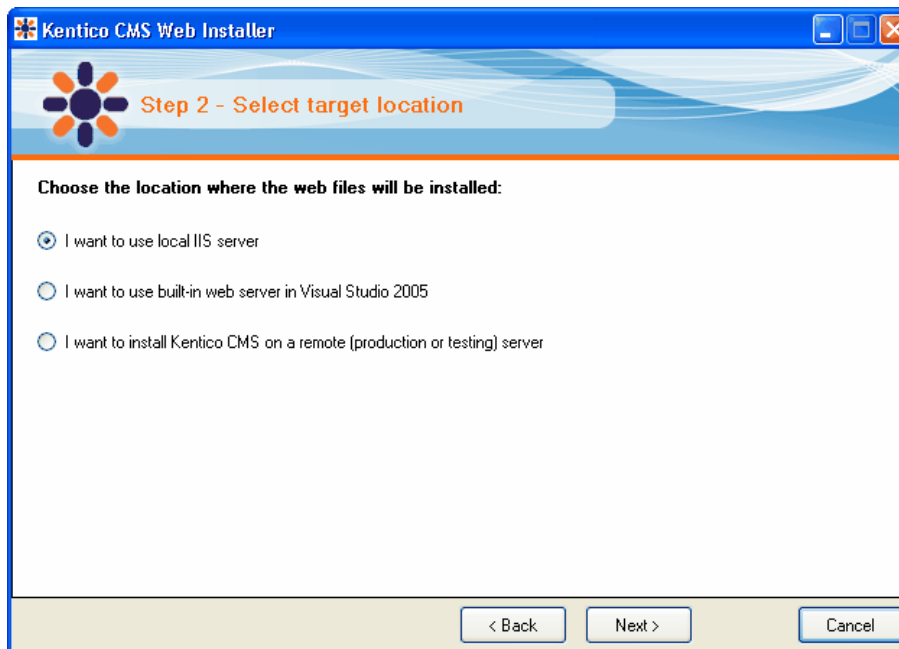 Kentico CMS Web Installer
Step 2 - Select target location
Choose the location where the web files will be installed:
I want to use local IIS server
I want to use built-in web server in Visual Studio 2005
I want to install Kentico CMS on a remote (production or testing) server
< Back Next > Cancel